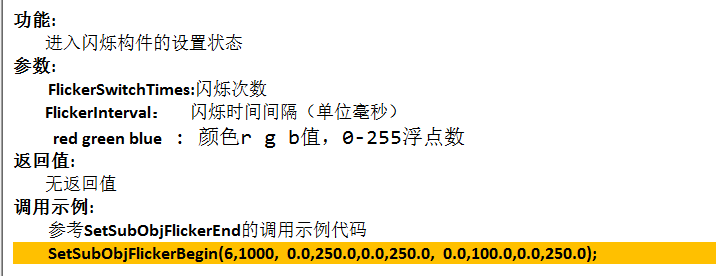 功能:
进入闪烁构件的设置状态
参数:
FlickerSwitchTimes:闪烁次数
FlickerInterval： 闪烁时间间隔（单位毫秒）
red green blue : 颜色r g b值，0-255浮点数
返回值:
无返回值
调用示例:
参考SetSubObjFlickerEnd的调用示例代码
SetSubObjFlickerBegin(6,1000, 0.0,250.0,0.0,250.0, 0.0,100.0,0.0,250.0);